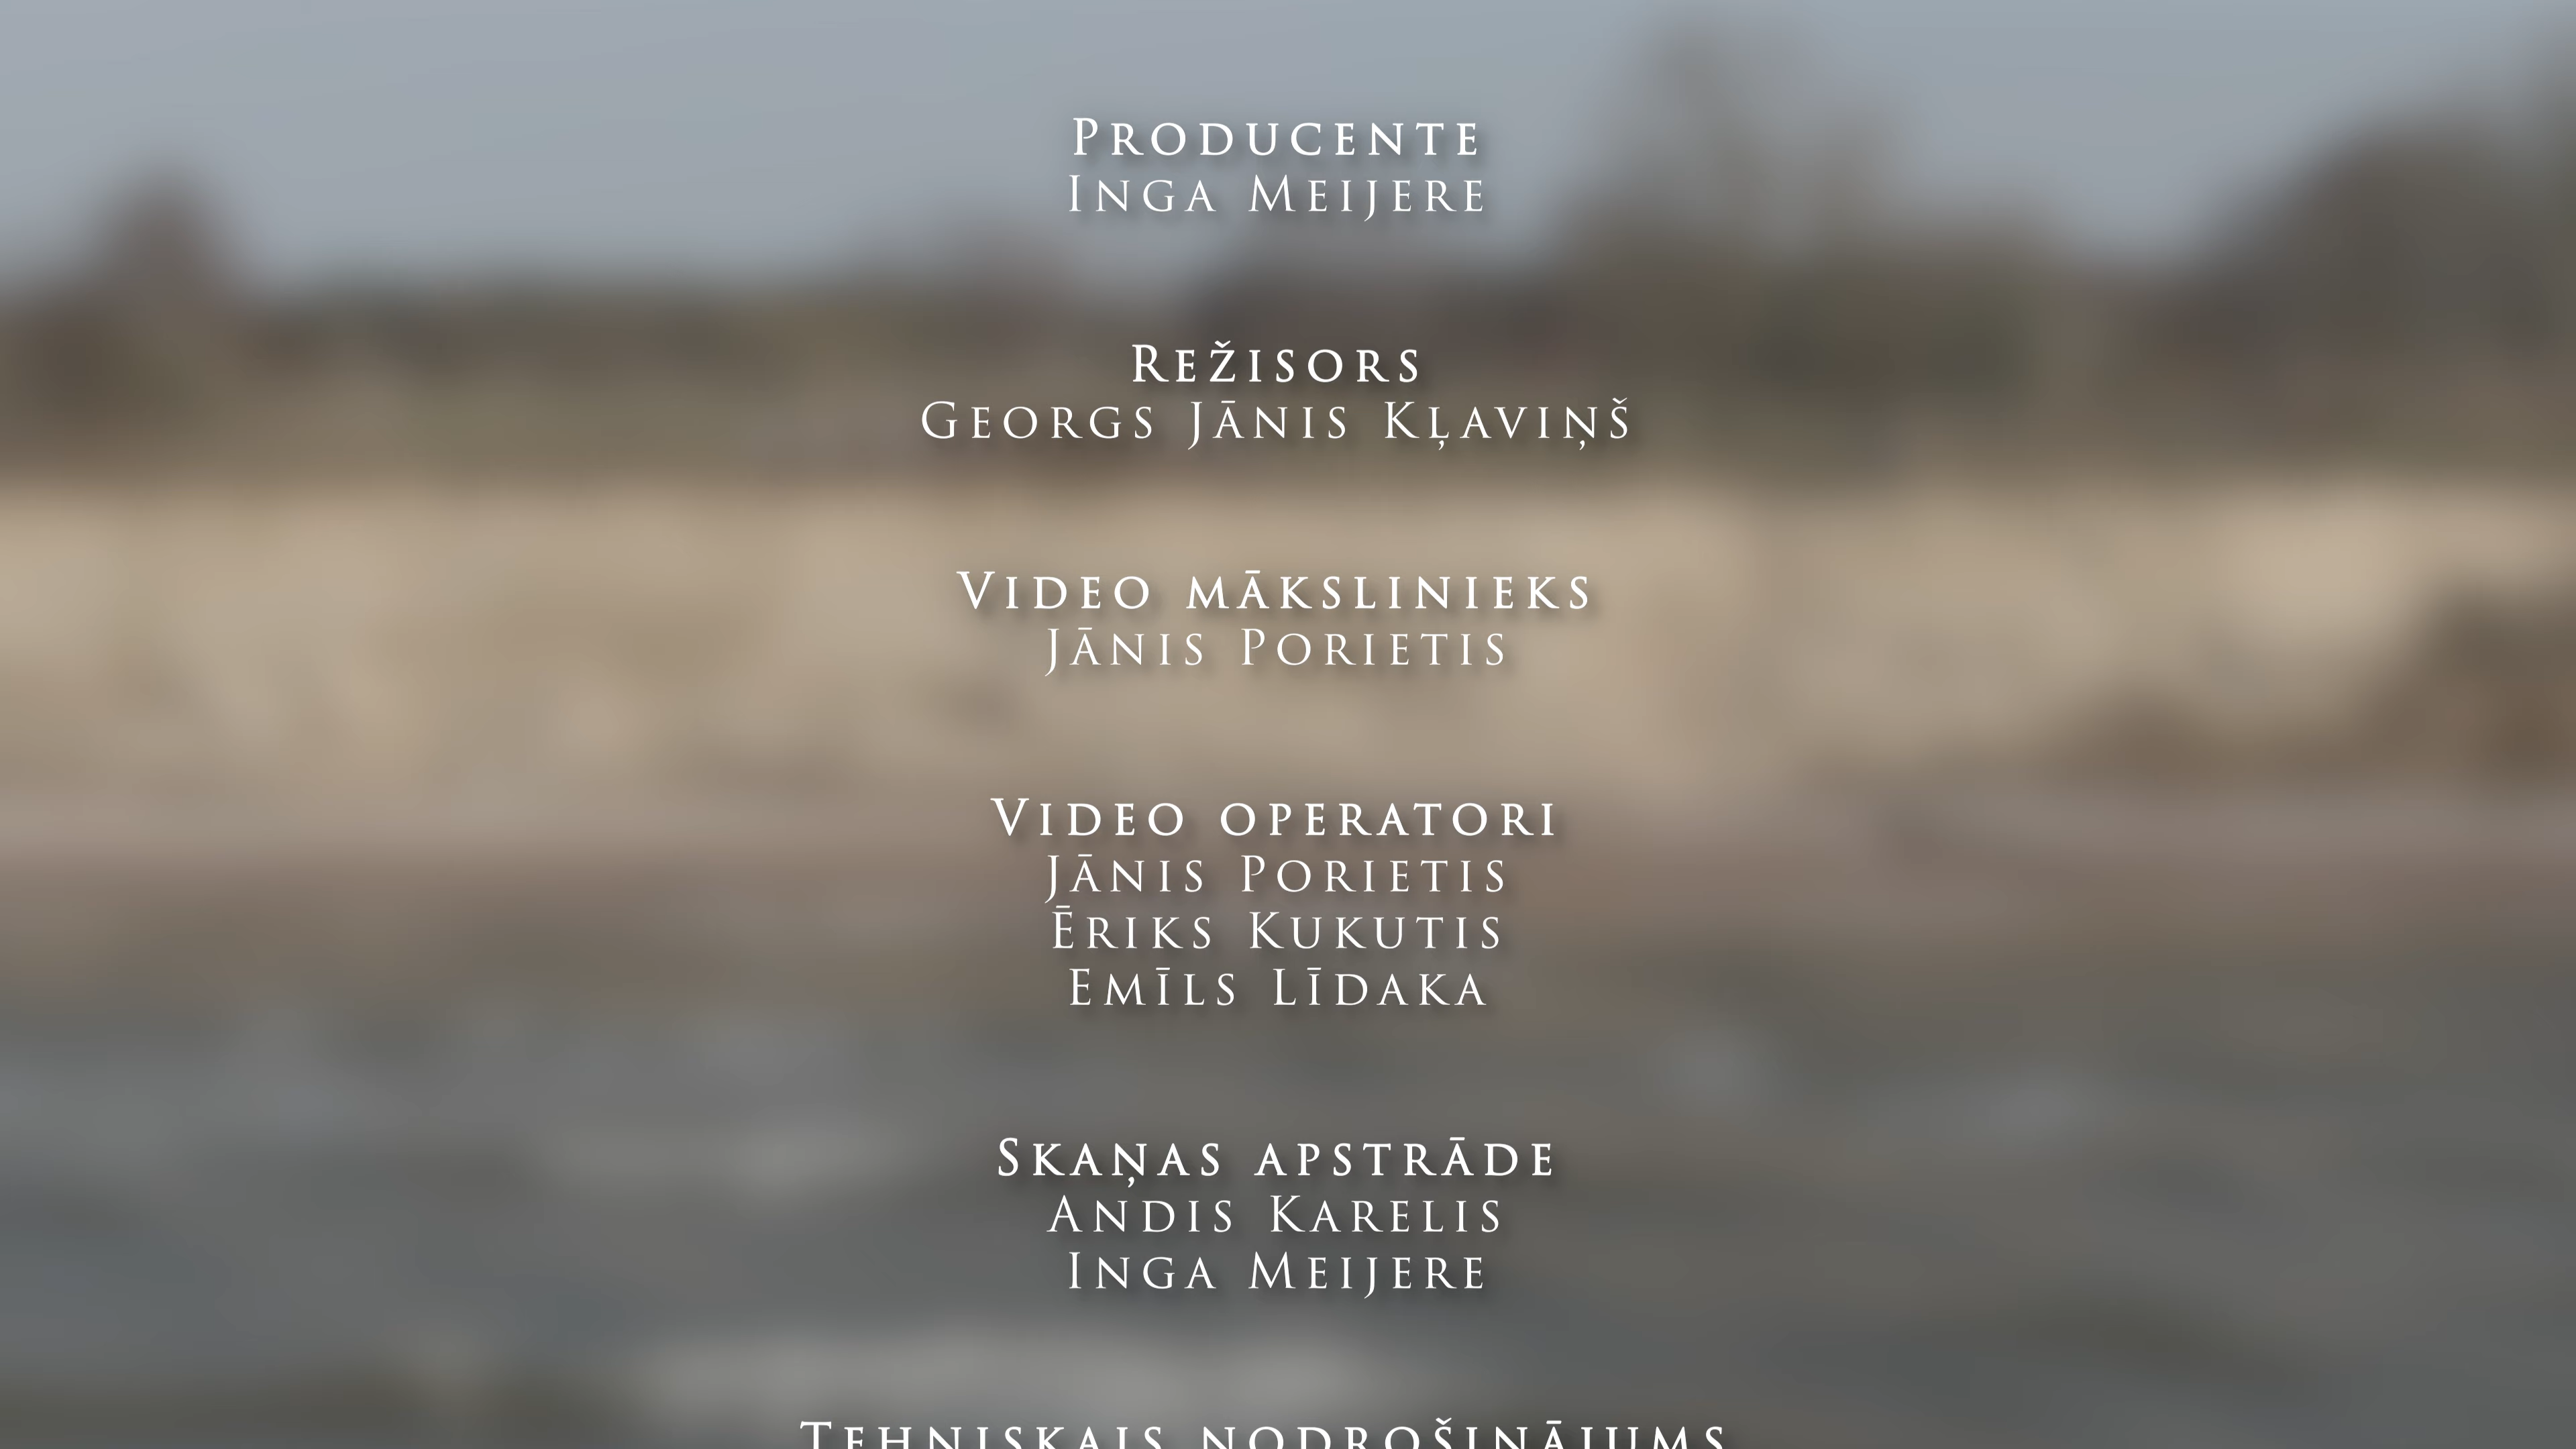 Producente
Inga Meijere
Režisors
Georgs Jānis Kļaviņš
Video mākslinieks
Jānis Porietis
Video operatori
Jānis Porietis
Ēriks Kukutis
Emīls Līdaka
Skaņas apstrāde
Andis Karelis
Inga Meijere
Tehniskais nodrošinājums